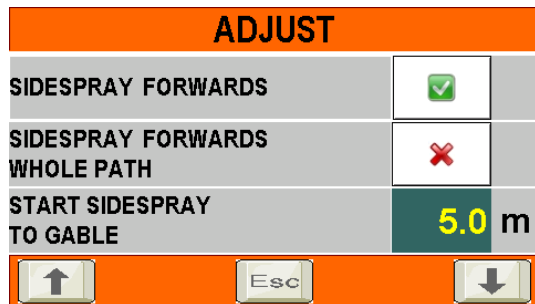 ADJUST
SIDESPRAY FORWARDS
SIDESPRAY FORWARDS
WHOLE PATH
START SIDESPRAY
TO GABLE
5.0 m
Esc